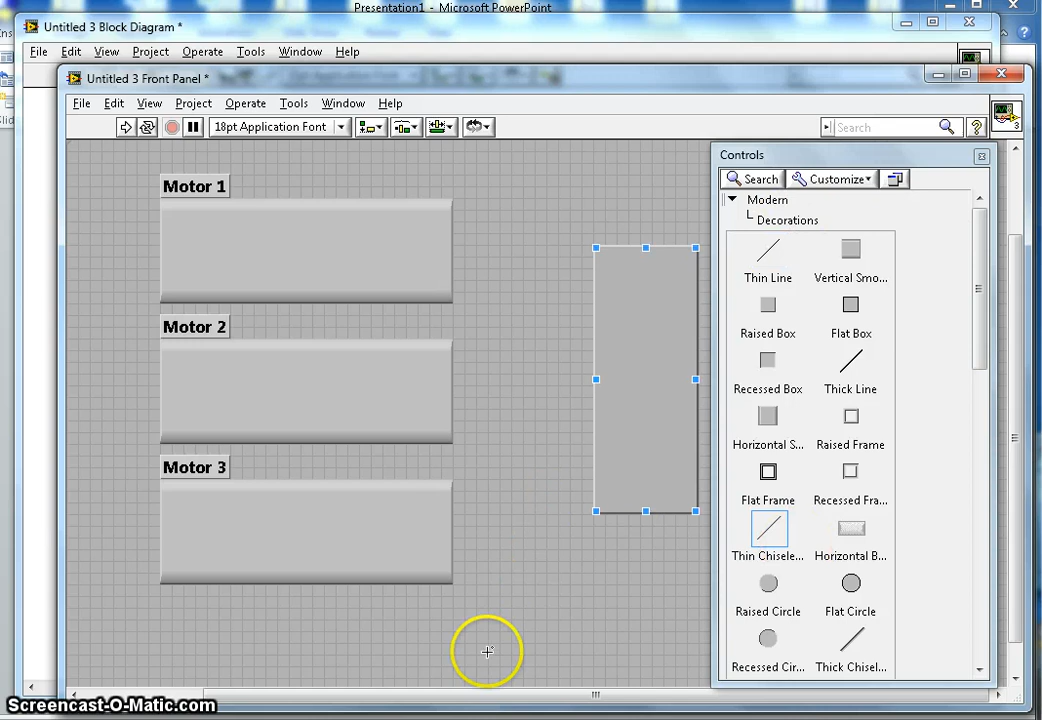 Presentation1 - Microsoft PowerPoint
Untitled 3 Block Diagram *
File Edit View Project Operate Tools Window Help
Untitled 3 Front Panel *
File Edit View Project Operate Tools Window Help
18pt Application Font
Search
3
Controls
Search Customize
Modern
Decorations
Thin Line Vertical Smo...
Raised Box Flat Box
Recessed Box Thick Line
Horizontal S... Raised Frame
Flat Frame Recessed Fra...
Thin Chisele... Horizontal B...
Raised Circle Flat Circle
Recessed Cir... Thick Chisel...
Motor 1
Motor 2
Motor 3
Screencast-O-Matic.com